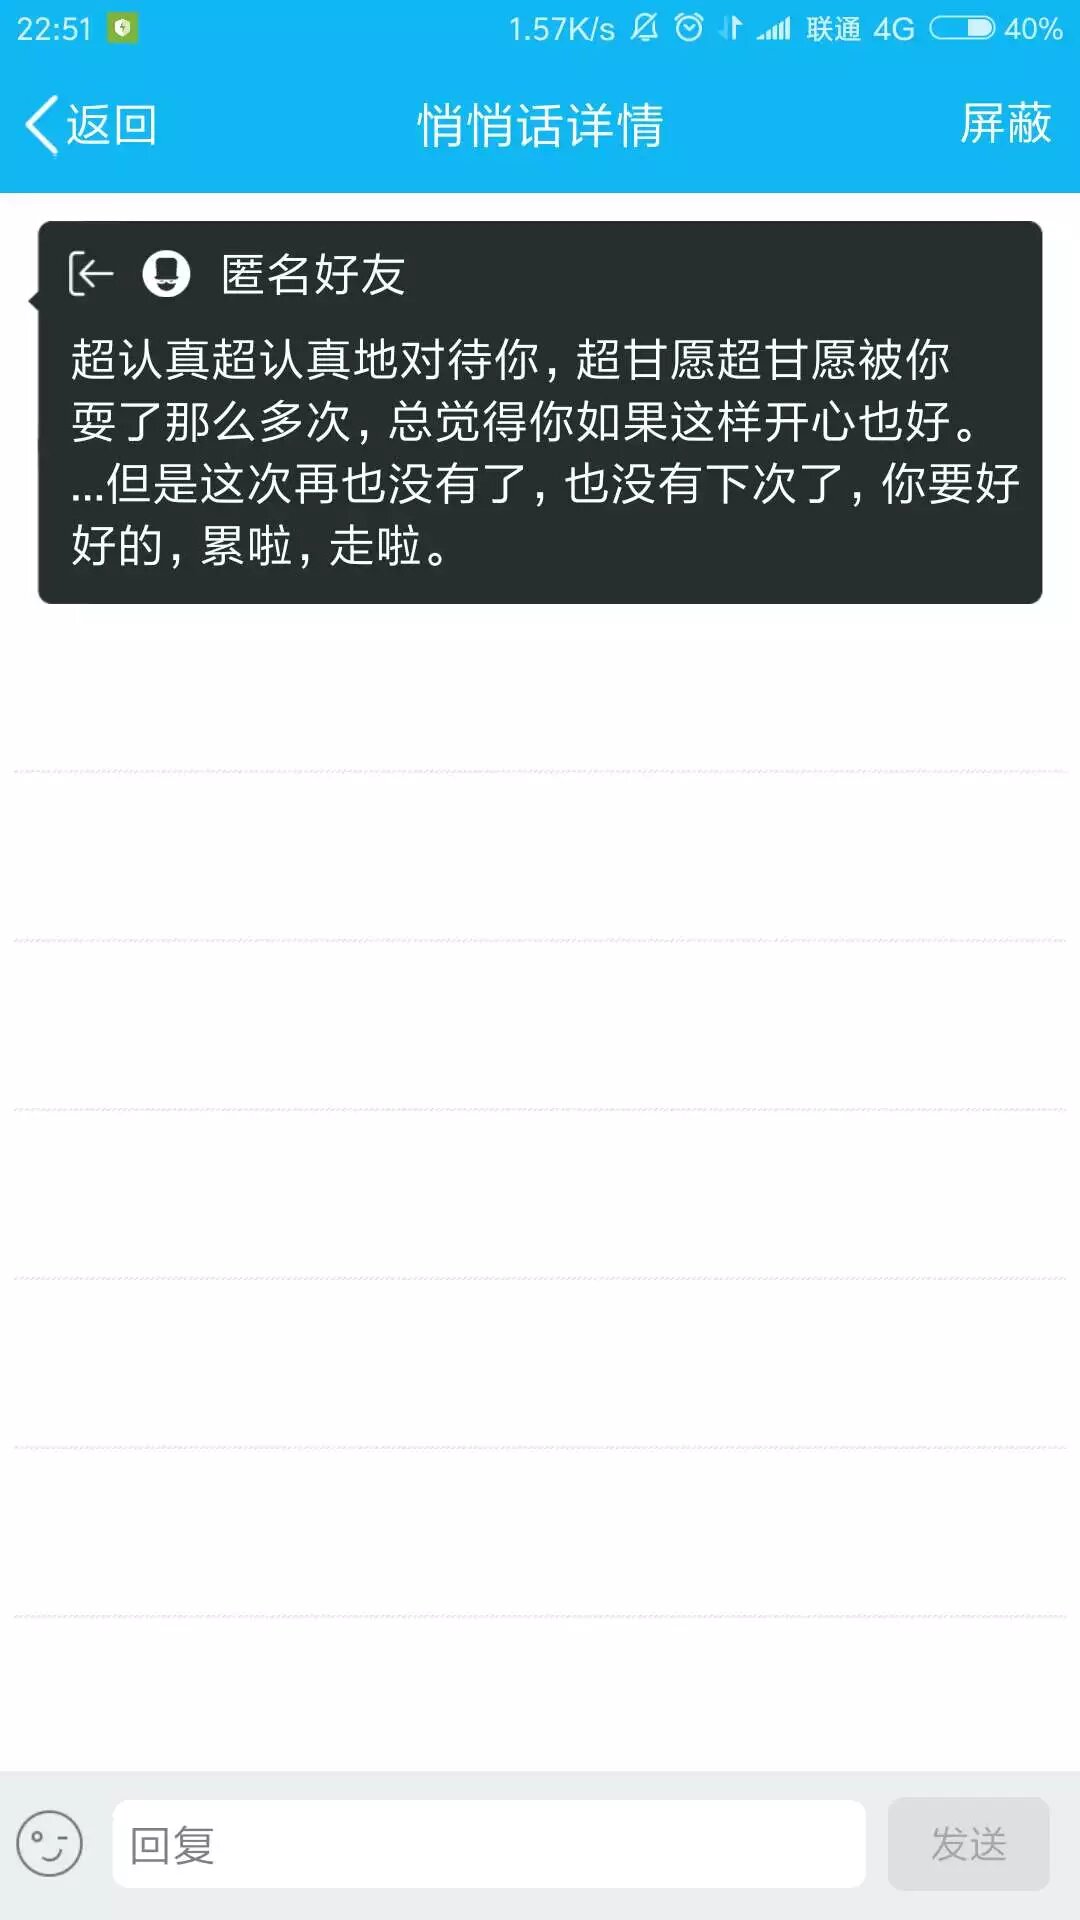 22:51 1.57K/s 联通 4G 40%
返回 悄悄话详情 屏蔽
匿名好友
超认真超认真地对待你，超甘愿超甘愿被你
耍了那么多次，总觉得你如果这样开心也好。
...但是这次再也没有了，也没有下次了，你要好
好的，累啦，走啦。
回复 发送